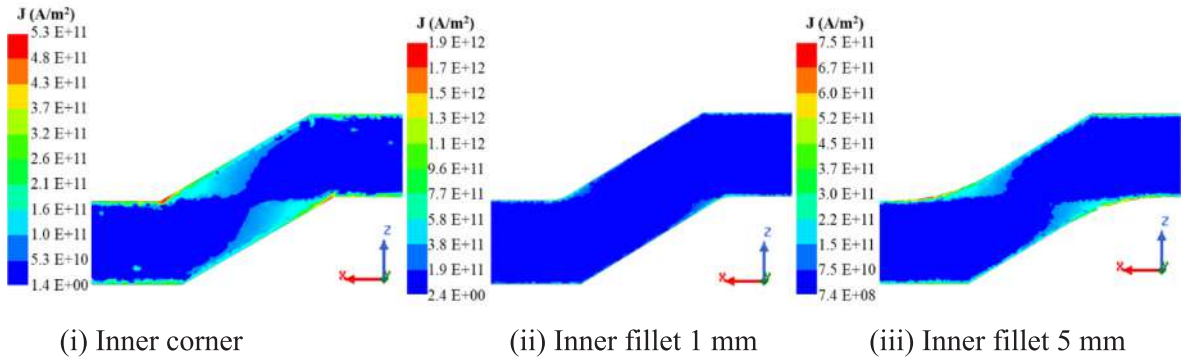 J (A/m²)
5.3 E+11
4.8 E+11
4.3 E+11
3.7 E+11
3.2 E+11
2.6 E+11
2.1 E+11
1.6 E+11
1.0 E+11
5.3 E+10
1.4 E+00
Z
X
Y
(i) Inner corner
J (A/m²)
1.9 E+12
1.7 E+12
1.5 E+12
1.3 E+12
1.1 E+12
9.6 E+11
7.7 E+11
5.8 E+11
3.8 E+11
1.9 E+11
2.4 E+00
Z
X
Y
(ii) Inner fillet 1 mm
J (A/m²)
7.5 E+11
6.7 E+11
6.0 E+11
5.2 E+11
4.5 E+11
3.7 E+11
3.0 E+11
2.2 E+11
1.5 E+11
7.5 E+10
7.4 E+08
Z
X
Y
(iii) Inner fillet 5 mm